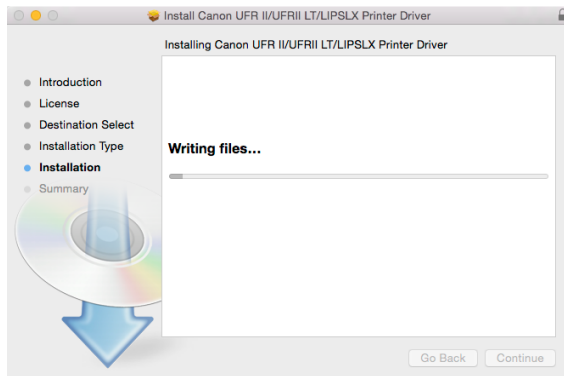 Install Canon UFR II/UFRII LT/LIPSLX Printer Driver
Installing Canon UFR II/UFRII LT/LIPSLX Printer Driver
Introduction
License
Destination Select
Installation Type
Installation
Summary
Writing files...
Go Back
Continue